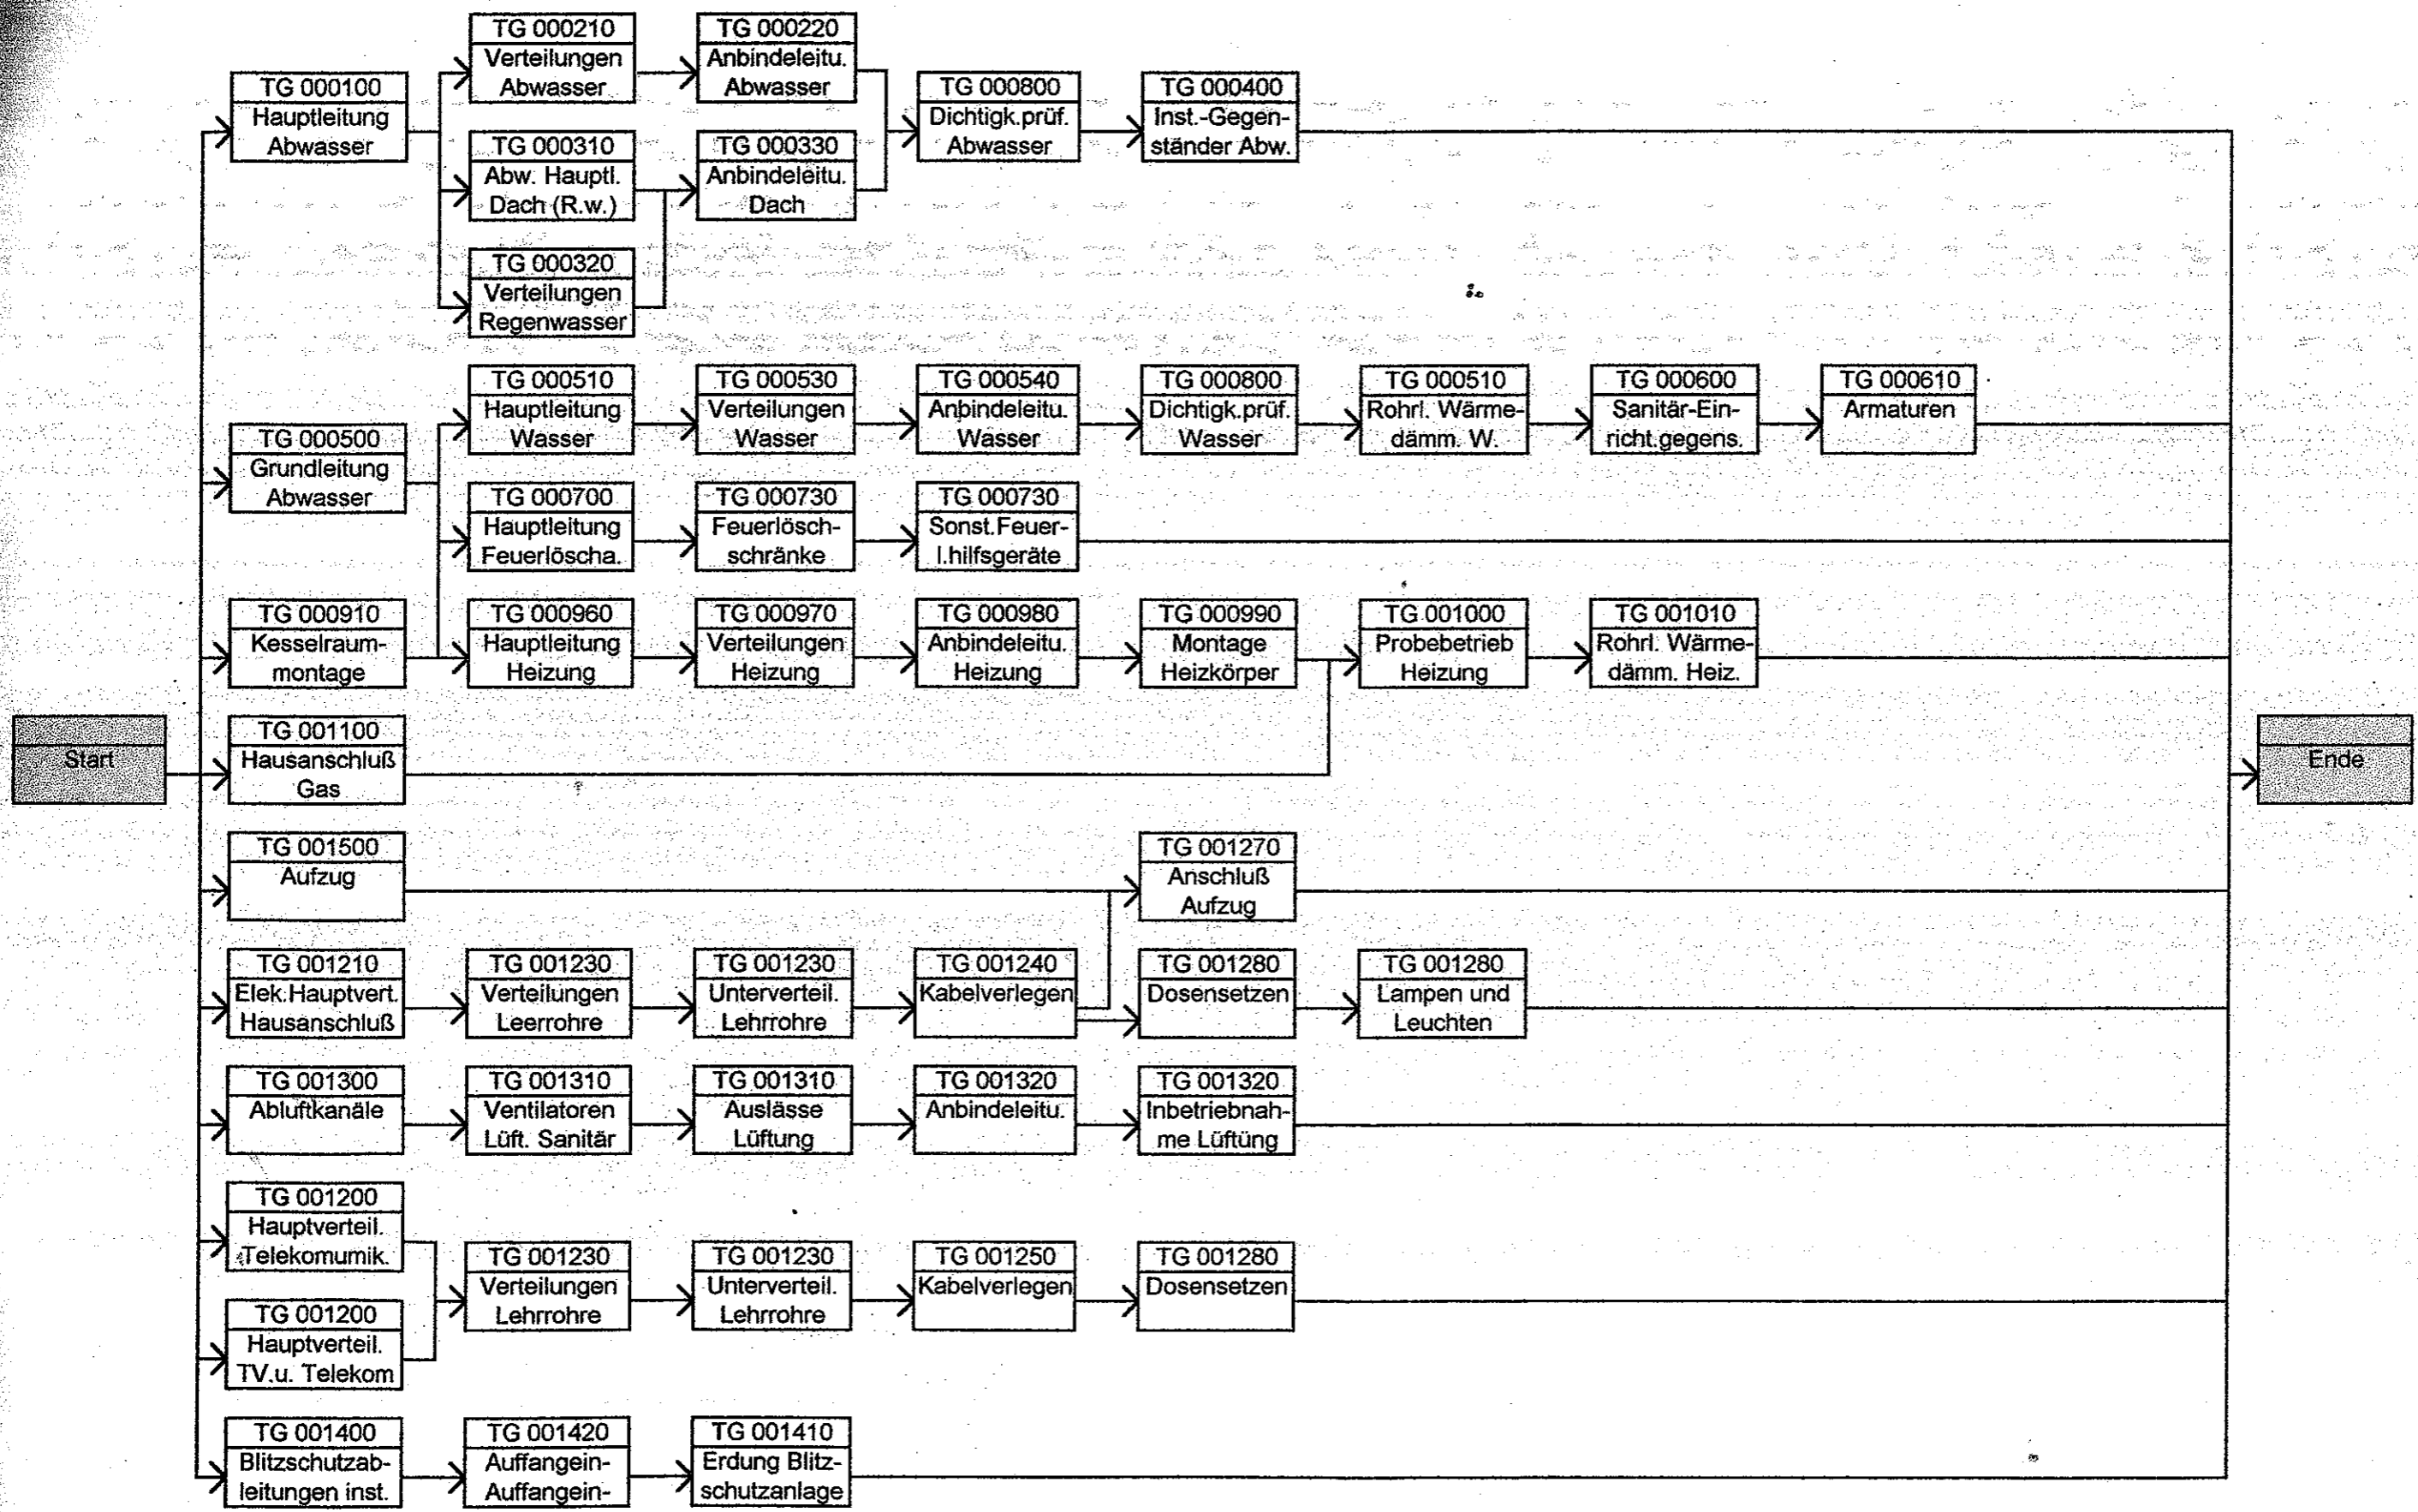 TG 000210
Verteilungen
Abwasser
TG 000220
Anbindeleitu.
Abwasser
TG 000100
Hauptleitung
Abwasser
TG 000800
Dichtigk.prüf.
Abwasser
TG 000400
Inst.-Gegen-
ständer Abw.
TG 000310
Abw. Hauptl.
Dach (R.w.)
TG 000330
Anbindeleitu.
Dach
TG 000320
Verteilungen
Regenwasser
TG 000500
Grundleitung
Abwasser
TG 000510
Hauptleitung
Wasser
TG 000530
Verteilungen
Wasser
TG 000540
Anbindeleitu.
Wasser
TG 000800
Dichtigk.prüf.
Wasser
TG 000510
Rohrl. Wärme-
dämm. W.
TG 000600
Sanitär-Ein-
richt.gegens.
TG 000610
Armaturen
TG 000700
Hauptleitung
Feuerlöscha.
TG 000730
Feuerlösch-
schränke
TG 000730
Sonst.Feuer-
l.hilfsgeräte
TG 000910
Kesselraum-
montage
TG 000960
Hauptleitung
Heizung
TG 000970
Verteilungen
Heizung
TG 000980
Anbindeleitu.
Heizung
TG 000990
Montage
Heizkörper
TG 001000
Probebetrieb
Heizung
TG 001010
Rohrl. Wärme-
dämm. Heiz.
Start
TG 001100
Hausanschluß
Gas
Ende
TG 001500
Aufzug
TG 001270
Anschluß
Aufzug
TG 001210
Elek.Hauptvert.
Hausanschluß
TG 001230
Verteilungen
Leerrohre
TG 001230
Unterverteil.
Lehrrohre
TG 001240
Kabelverlegen
TG 001280
Dosensetzen
TG 001280
Lampen und
Leuchten
TG 001300
Abluftkanäle
TG 001310
Ventilatoren
Lüft. Sanitär
TG 001310
Auslässe
Lüftung
TG 001320
Anbindeleitu.
TG 001320
Inbetriebnah-
me Lüftüng
TG 001200
Hauptverteil.
Telekomumik.
TG 001200
Hauptverteil.
TV.u. Telekom
TG 001230
Verteilungen
Lehrrohre
TG 001230
Unterverteil.
Lehrrohre
TG 001250
Kabelverlegen
TG 001280
Dosensetzen
TG 001400
Blitzschutzab-
leitungen inst.
TG 001420
Auffangein-
Auffangein-
TG 001410
Erdung Blitz-
schutzanlage